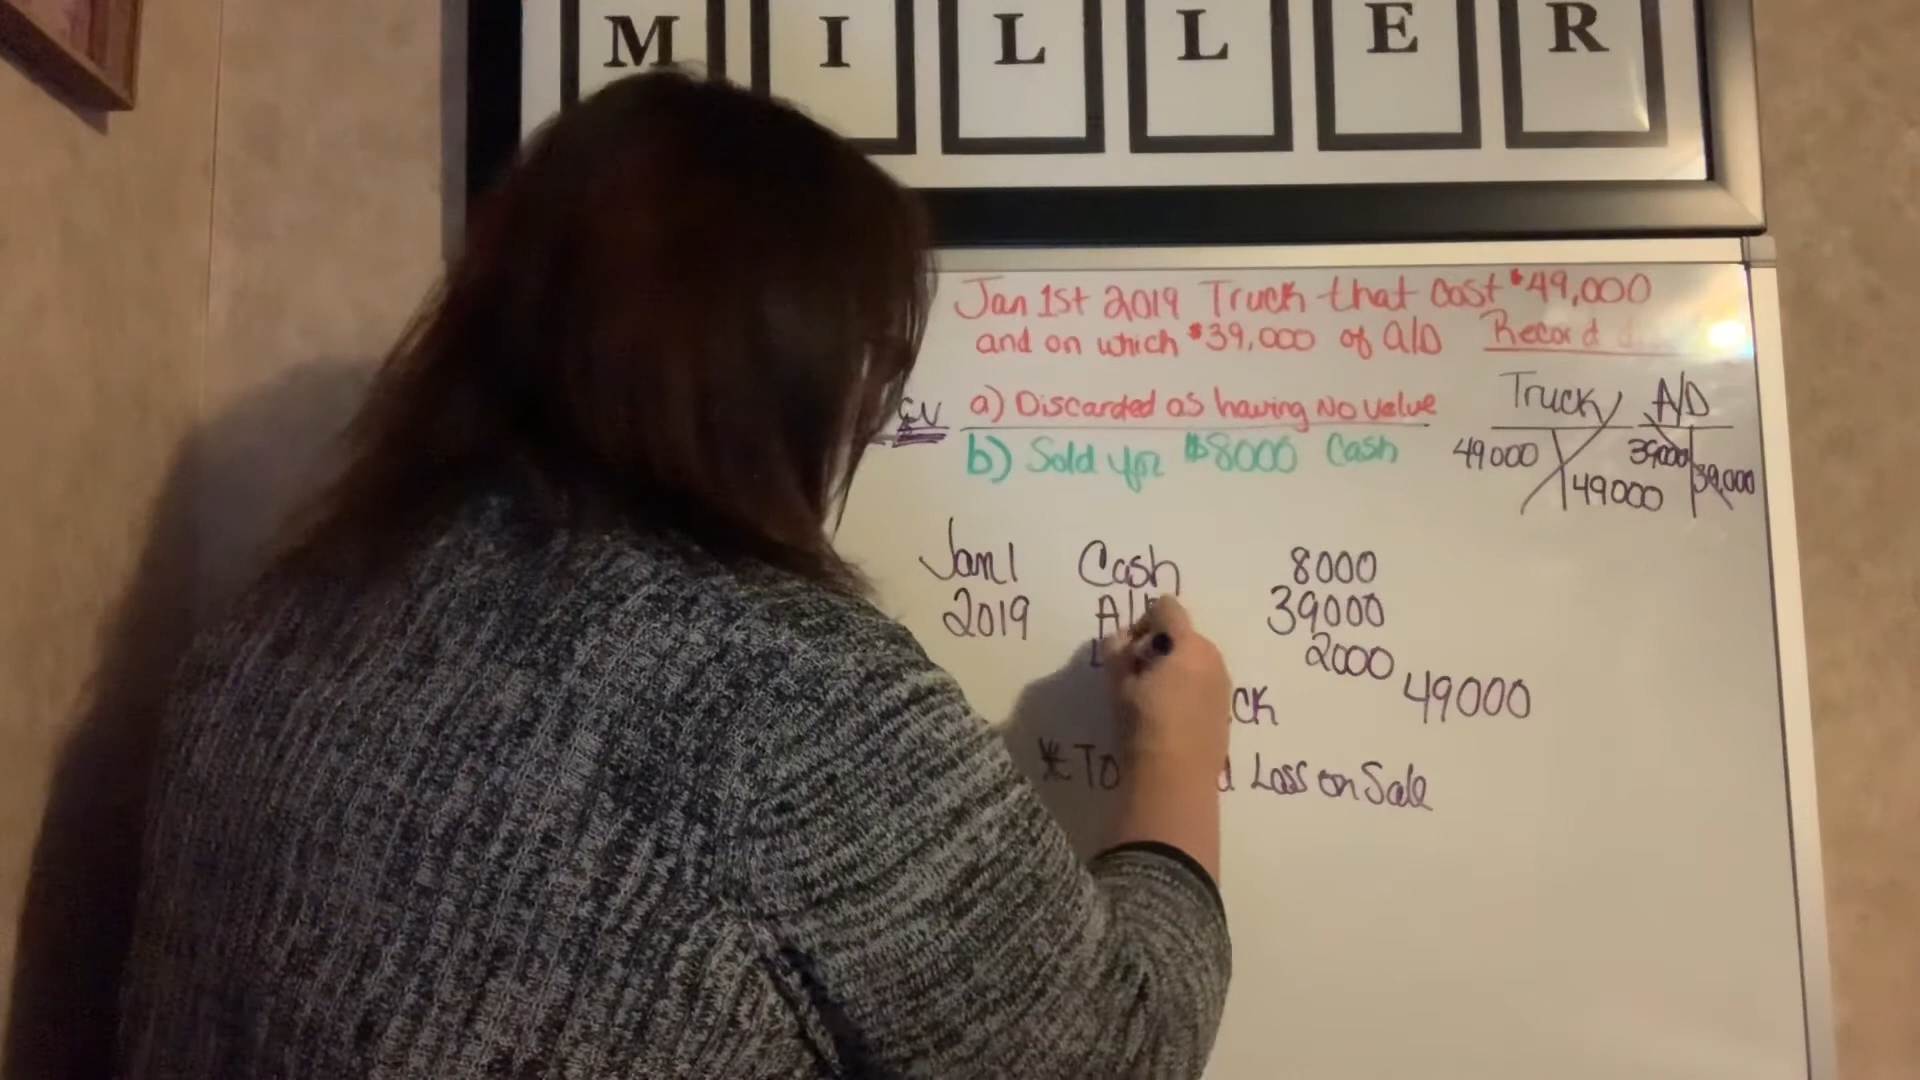 MILLER
Jan 1st 2019 Truck that cost $49,000
and on which $39,000 of A/D Record
a) Discarded as having No Value
b) Sold for $8000 Cash
Truck A/D
49000 39000
49000 39,000
Jan 1 Cash 8000
2019 39000
2000
49000
* To Loss on Sale